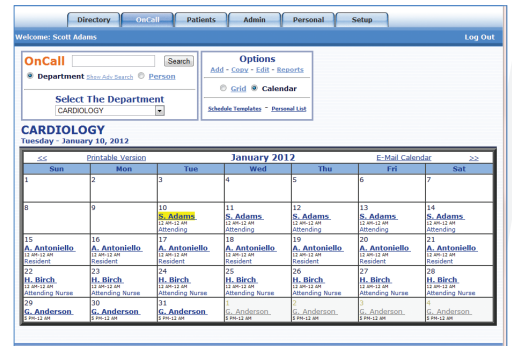 Directory OnCall Patients Admin Personal Setup
Welcome: Scott Adams Log Out
OnCall Search
Department Show Adv Search Person
Select The Department
CARDIOLOGY
Options
Add - Copy - Edit - Reports
Grid Calendar
Schedule Templates - Personal List
CARDIOLOGY
Tuesday - January 10, 2012
<< Printable Version January 2012 E-Mail Calendar >>
Sun Mon Tue Wed Thu Fri Sat
1 2 3 4 5 6 7
8 9 10 11 12 13 14
S. Adams S. Adams S. Adams S. Adams S. Adams
12 AM-12 AM 12 AM-12 AM 12 AM-12 AM 12 AM-12 AM 12 AM-12 AM
Attending Attending Attending Attending Attending
15 16 17 18 19 20 21
A. Antoniello A. Antoniello A. Antoniello A. Antoniello A. Antoniello A. Antoniello A. Antoniello
12 AM-12 AM 12 AM-12 AM 12 AM-12 AM 12 AM-12 AM 12 AM-12 AM 12 AM-12 AM 12 AM-12 AM
Resident Resident Resident Resident Resident Resident Resident
22 23 24 25 26 27 28
H. Birch H. Birch H. Birch H. Birch H. Birch H. Birch H. Birch
12 AM-12 AM 12 AM-12 AM 12 AM-12 AM 12 AM-12 AM 12 AM-12 AM 12 AM-12 AM 12 AM-12 AM
Attending Nurse Attending Nurse Attending Nurse Attending Nurse Attending Nurse Attending Nurse Attending Nurse
29 30 31 1 2 3 4
G. Anderson G. Anderson G. Anderson G. Anderson G. Anderson G. Anderson G. Anderson
5 PM-12 AM 5 PM-12 AM 5 PM-12 AM 5 PM-12 AM 5 PM-12 AM 5 PM-12 AM 5 PM-12 AM